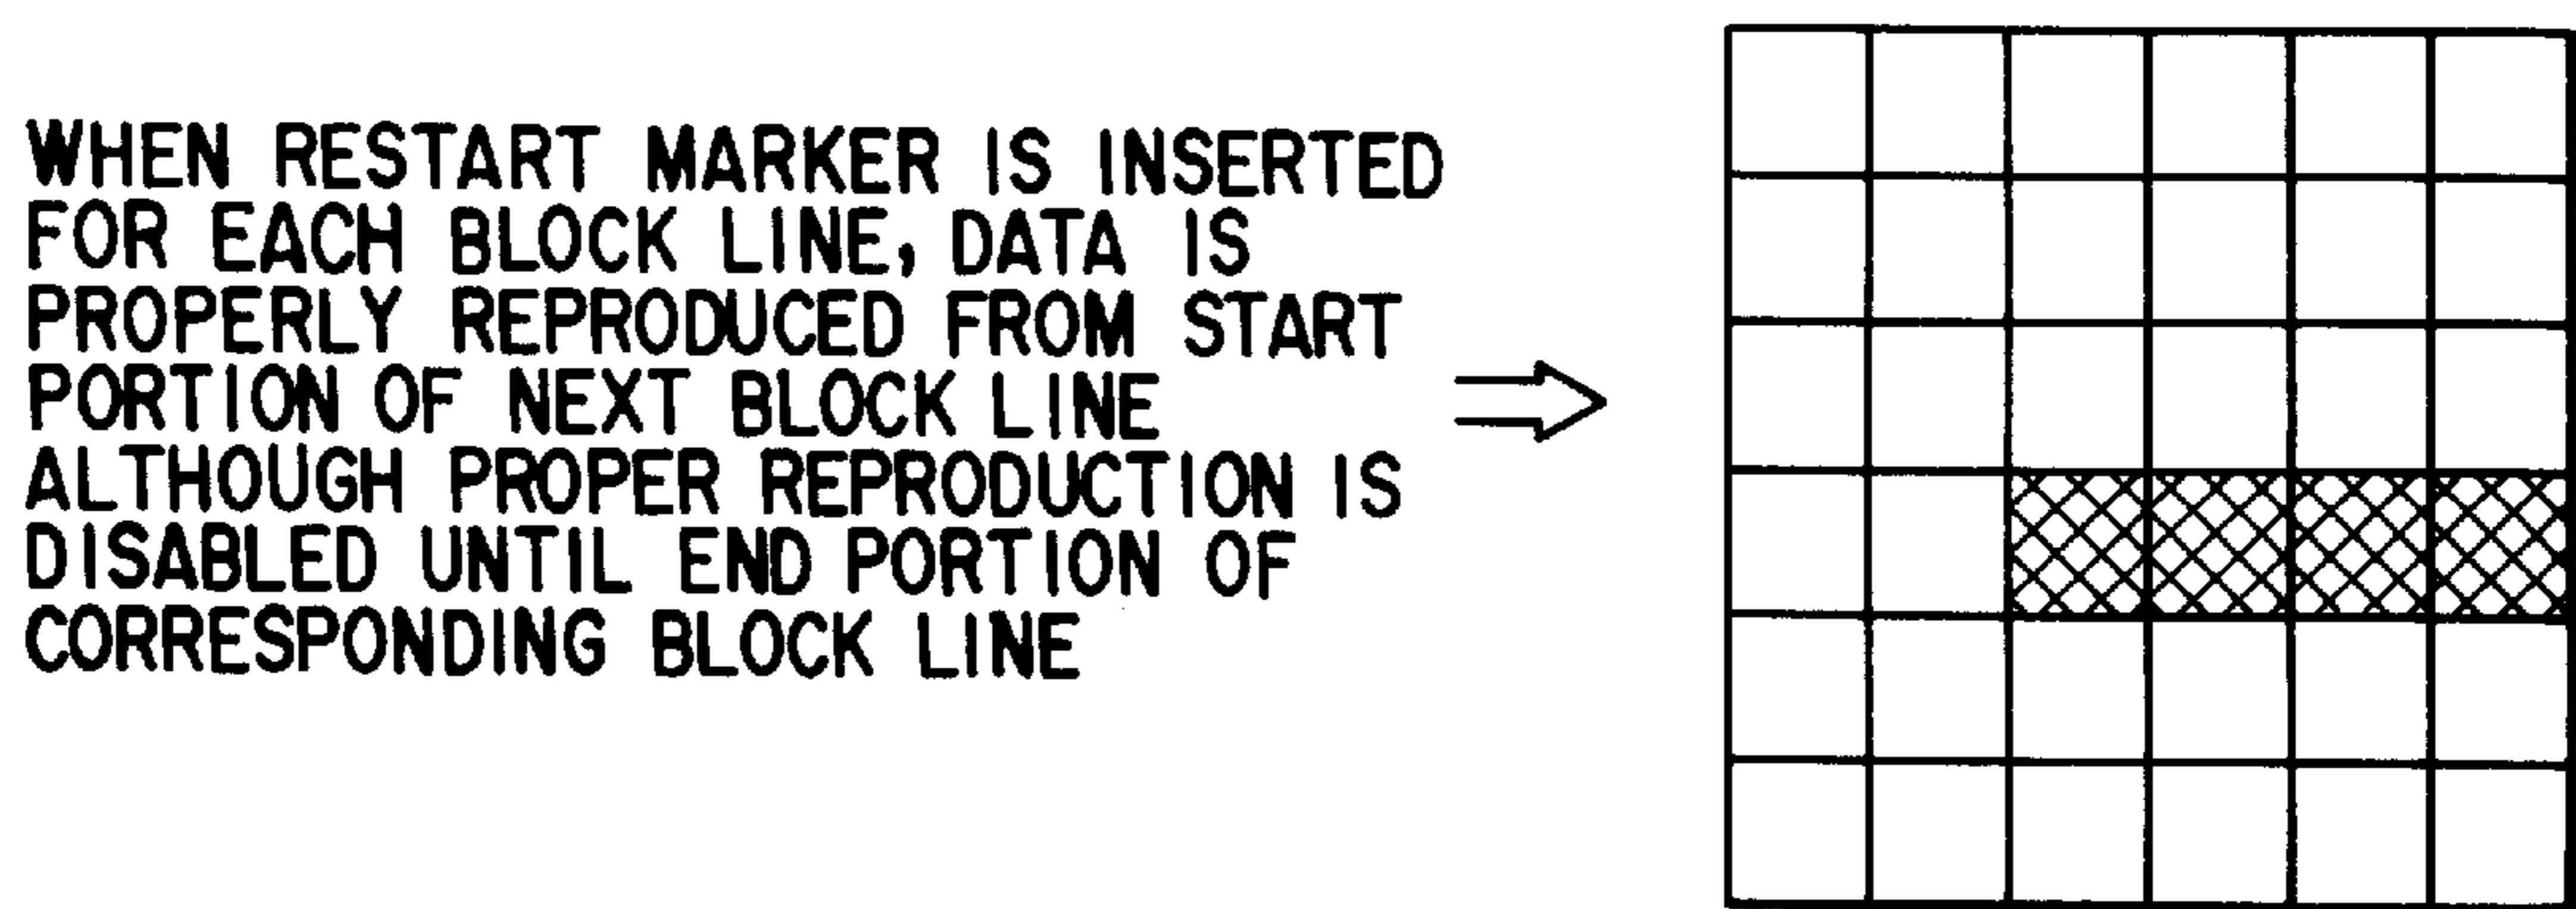 WHEN RESTART MARKER IS INSERTED
FOR EACH BLOCK LINE, DATA IS
PROPERLY REPRODUCED FROM START
PORTION OF NEXT BLOCK LINE
ALTHOUGH PROPER REPRODUCTION IS
DISABLED UNTIL END PORTION OF
CORRESPONDING BLOCK LINE